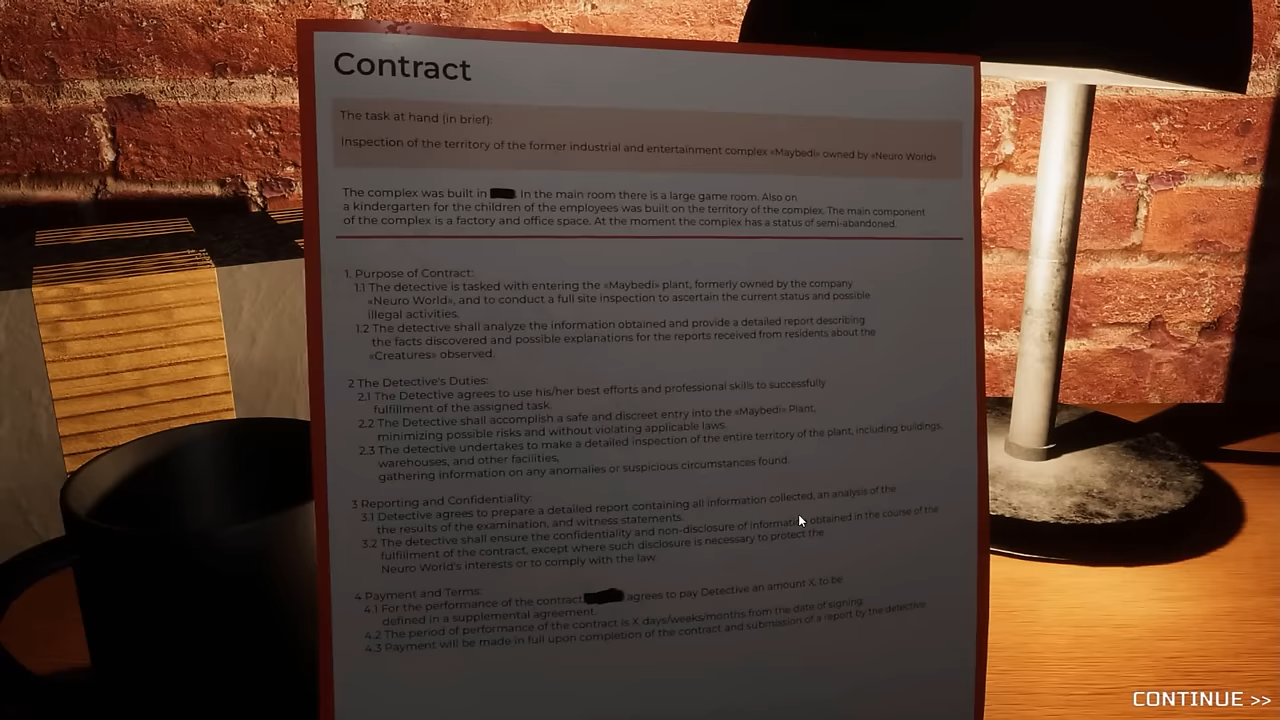 Contract
The task at hand (in brief):
Inspection of the territory of the former industrial and entertainment complex «Maybedi» owned by «Neuro World»
The complex was built in . In the main room there is a large game room. Also on
a kindergarten for the children of the employees was built on the territory of the complex. The main component
of the complex is a factory and office space. At the moment the complex has a status of semi-abandoned.
1. Purpose of Contract:
1.1 The detective is tasked with entering the «Maybedi» plant, formerly owned by the company
«Neuro World», and to conduct a full site inspection to ascertain the current status and possible
illegal activities.
1.2 The detective shall analyze the information obtained and provide a detailed report describing
the facts discovered and possible explanations for the reports received from residents about the
«Creatures» observed.
2 The Detective's Duties:
2.1 The Detective agrees to use his/her best efforts and professional skills to successfully
fulfillment of the assigned task.
2.2 The Detective shall accomplish a safe and discreet entry into the «Maybedi» Plant,
minimizing possible risks and without violating applicable laws.
2.3 The detective undertakes to make a detailed inspection of the entire territory of the plant, including buildings,
warehouses, and other facilities,
gathering information on any anomalies or suspicious circumstances found.
3 Reporting and Confidentiality:
3.1 Detective agrees to prepare a detailed report containing all information collected, an analysis of the
the results of the examination, and witness statements.
3.2 The detective shall ensure the confidentiality and non-disclosure of information obtained in the course of the
fulfillment of the contract, except where such disclosure is necessary to protect the
Neuro World's interests or to comply with the law.
4 Payment and Terms:
4.1 For the performance of the contract agrees to pay Detective an amount X, to be
defined in a supplemental agreement.
4.2 The period of performance of the contract is X days/weeks/months from the date of signing.
4.3 Payment will be made in full upon completion of the contract and submission of a report by the detective
CONTINUE >>